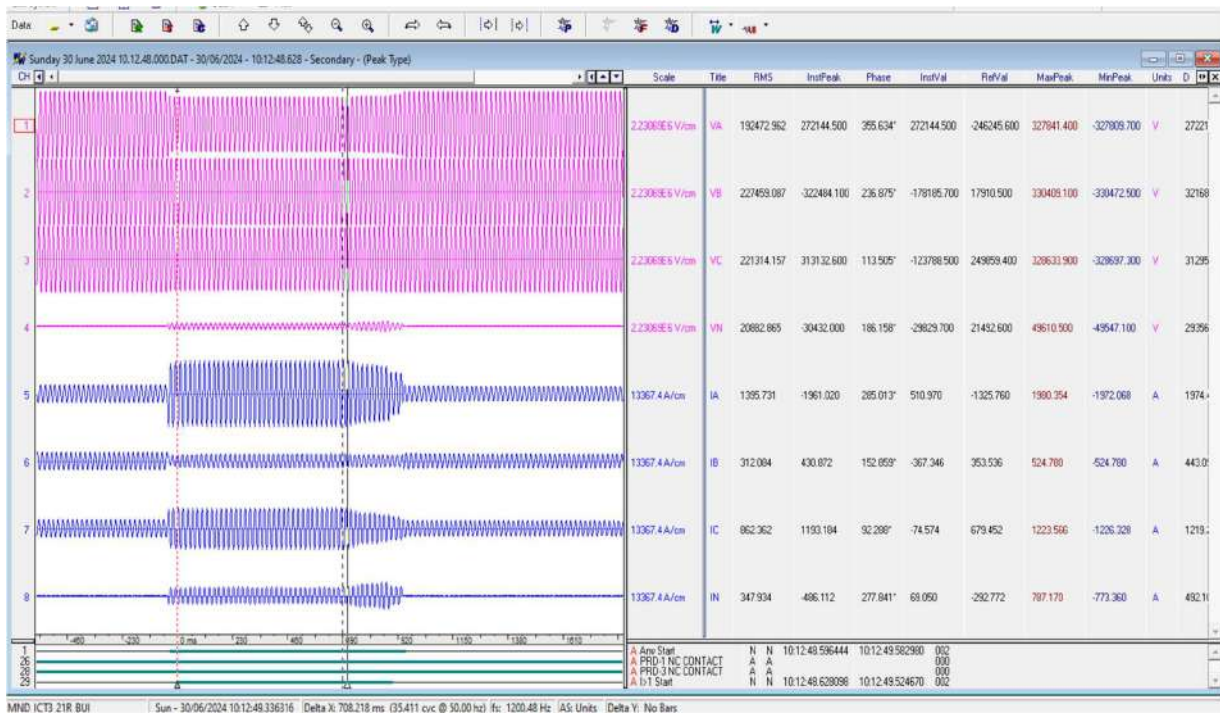 Data:
Sunday 30 June 2024 10.12.48.000.DAT - 30/06/2024 - 10:12:48.628 - Secondary - (Peak Type)
CH Scale Title RMS InstPeak Phase InstVal RefVal MaxPeak MinPeak Units D
1 2.23069E6 V/cm VA 192472.962 272144.500 355.634° 272144.500 -246245.600 327841.400 -327809.700 V 27221
2 2.23069E6 V/cm VB 227459.087 -322484.100 236.875° -178185.700 17910.500 330409.100 -330472.500 V 32168
3 2.23069E6 V/cm VC 221314.157 313132.600 113.505° -123788.500 249859.400 328633.900 -328697.300 V 31295
4 2.23069E6 V/cm VN 20882.865 -30432.000 186.158° -29829.700 21492.600 49610.500 -49547.100 V 29356
5 13367.4 A/cm IA 1395.731 -1961.020 285.013° 510.970 -1325.760 1980.354 -1972.068 A 1974.
6 13367.4 A/cm IB 312.084 430.872 152.859° -367.346 353.536 524.780 -524.780 A 443.0
7 13367.4 A/cm IC 862.362 1193.184 92.288° -74.574 679.452 1223.566 -1226.328 A 1219.
8 13367.4 A/cm IN 347.934 -486.112 277.841° 69.050 -292.772 787.170 -773.360 A 492.1
-460 -230 0 ms 230 460 690 920 1150 1380 1610
1 A Any Start N N 10:12:48.596444 10:12:49.582980 002
26 A PRD-1 NC CONTACT A A 000
28 A PRD-3 NC CONTACT A A 000
29 A I>1 Start N N 10:12:48.628098 10:12:49.524670 002
MND ICT3 21R BUI Sun - 30/06/2024 10:12:49.336316 Delta X: 708.218 ms (35.411 cyc @ 50.00 hz) fs: 1200.48 Hz AS: Units Delta Y: No Bars